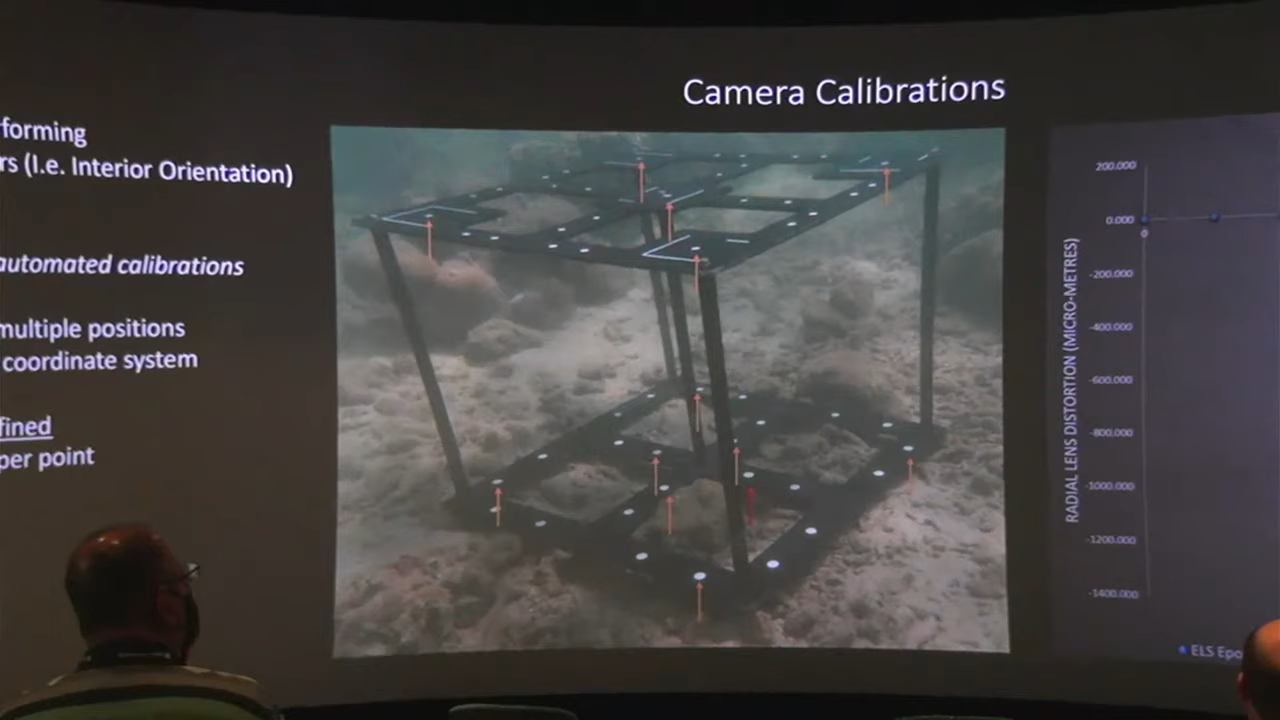 Camera Calibrations
forming
rs (I.e. Interior Orientation)
automated calibrations
multiple positions
coordinate system
fined
per point
RADIAL LENS DISTORTION (MICRO-METRES)
200.000
0.000
0
-200.000
-400.000
-600.000
-800.000
-1000.000
-1200.000
-1400.000
ELS Epo